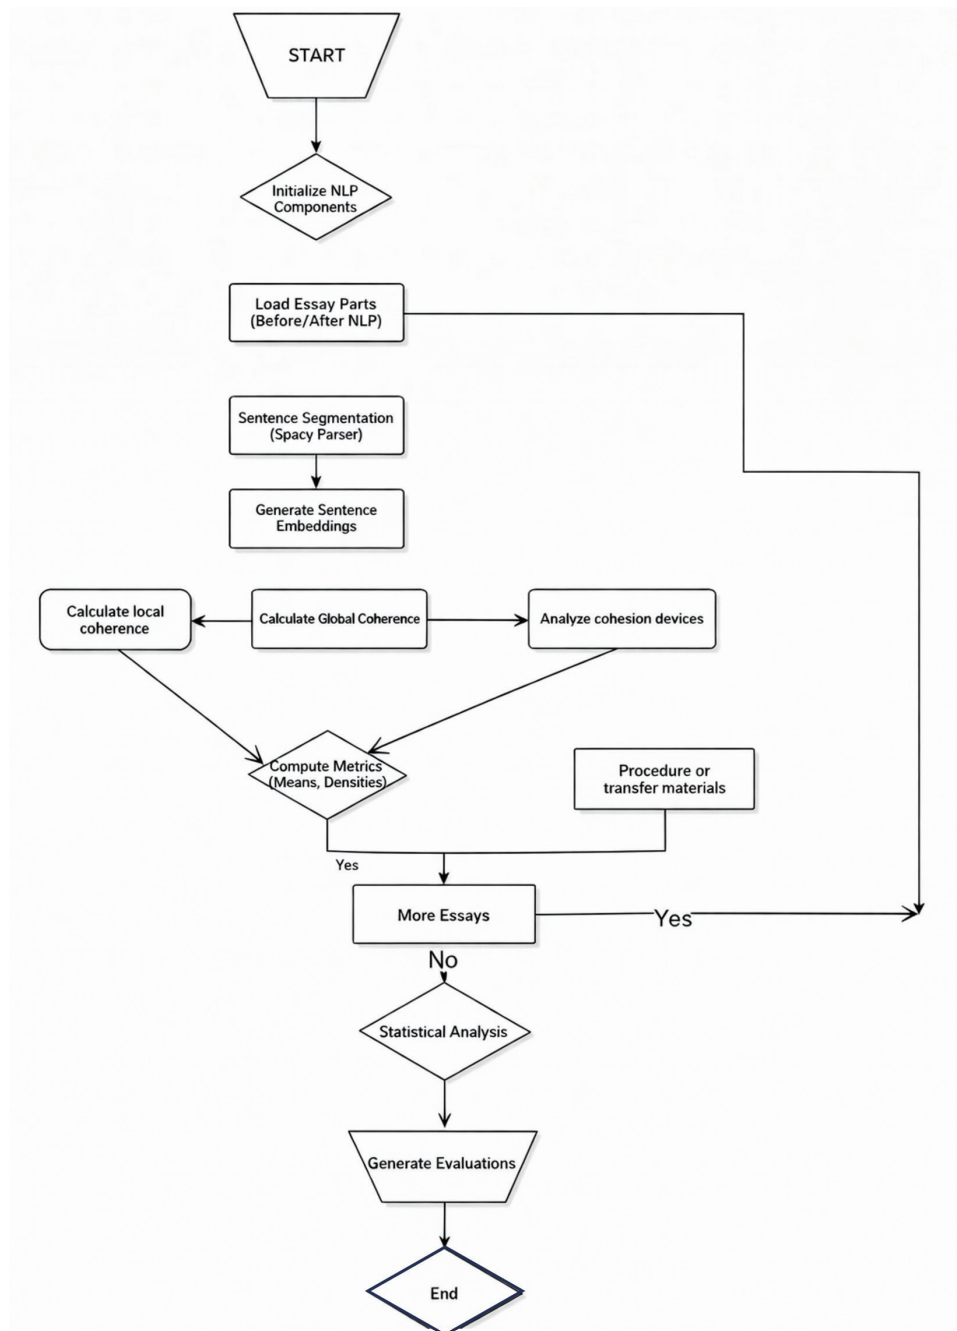 START
Initialize NLP
Components
Load Essay Parts
(Before/After NLP)
Sentence Segmentation
(Spacy Parser)
Generate Sentence
Embeddings
Calculate local
coherence
Calculate Global Coherence
Analyze cohesion devices
Compute Metrics
(Means, Densities)
Procedure or
transfer materials
Yes
More Essays
Yes
No
Statistical Analysis
Generate Evaluations
End